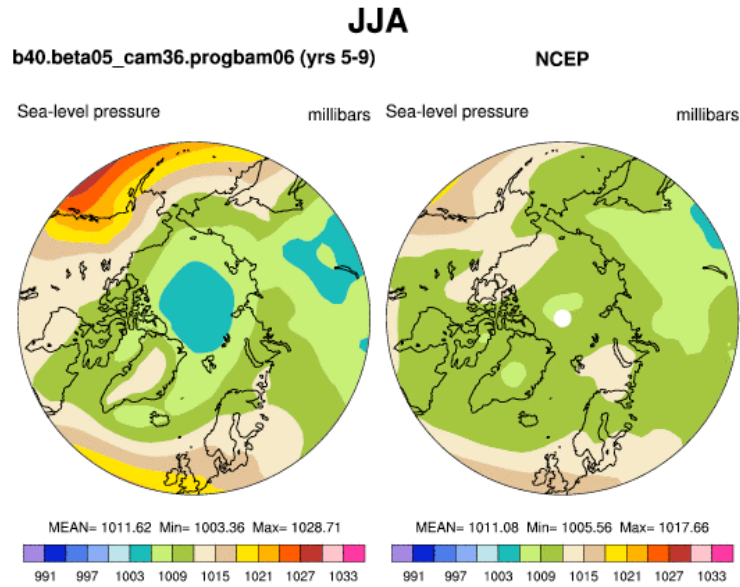 JJA
b40.beta05_cam36.progbam06 (yrs 5-9)
NCEP
Sea-level pressure millibars
Sea-level pressure millibars
MEAN= 1011.62 Min= 1003.36 Max= 1028.71
MEAN= 1011.08 Min= 1005.56 Max= 1017.66
991 997 1003 1009 1015 1021 1027 1033
991 997 1003 1009 1015 1021 1027 1033